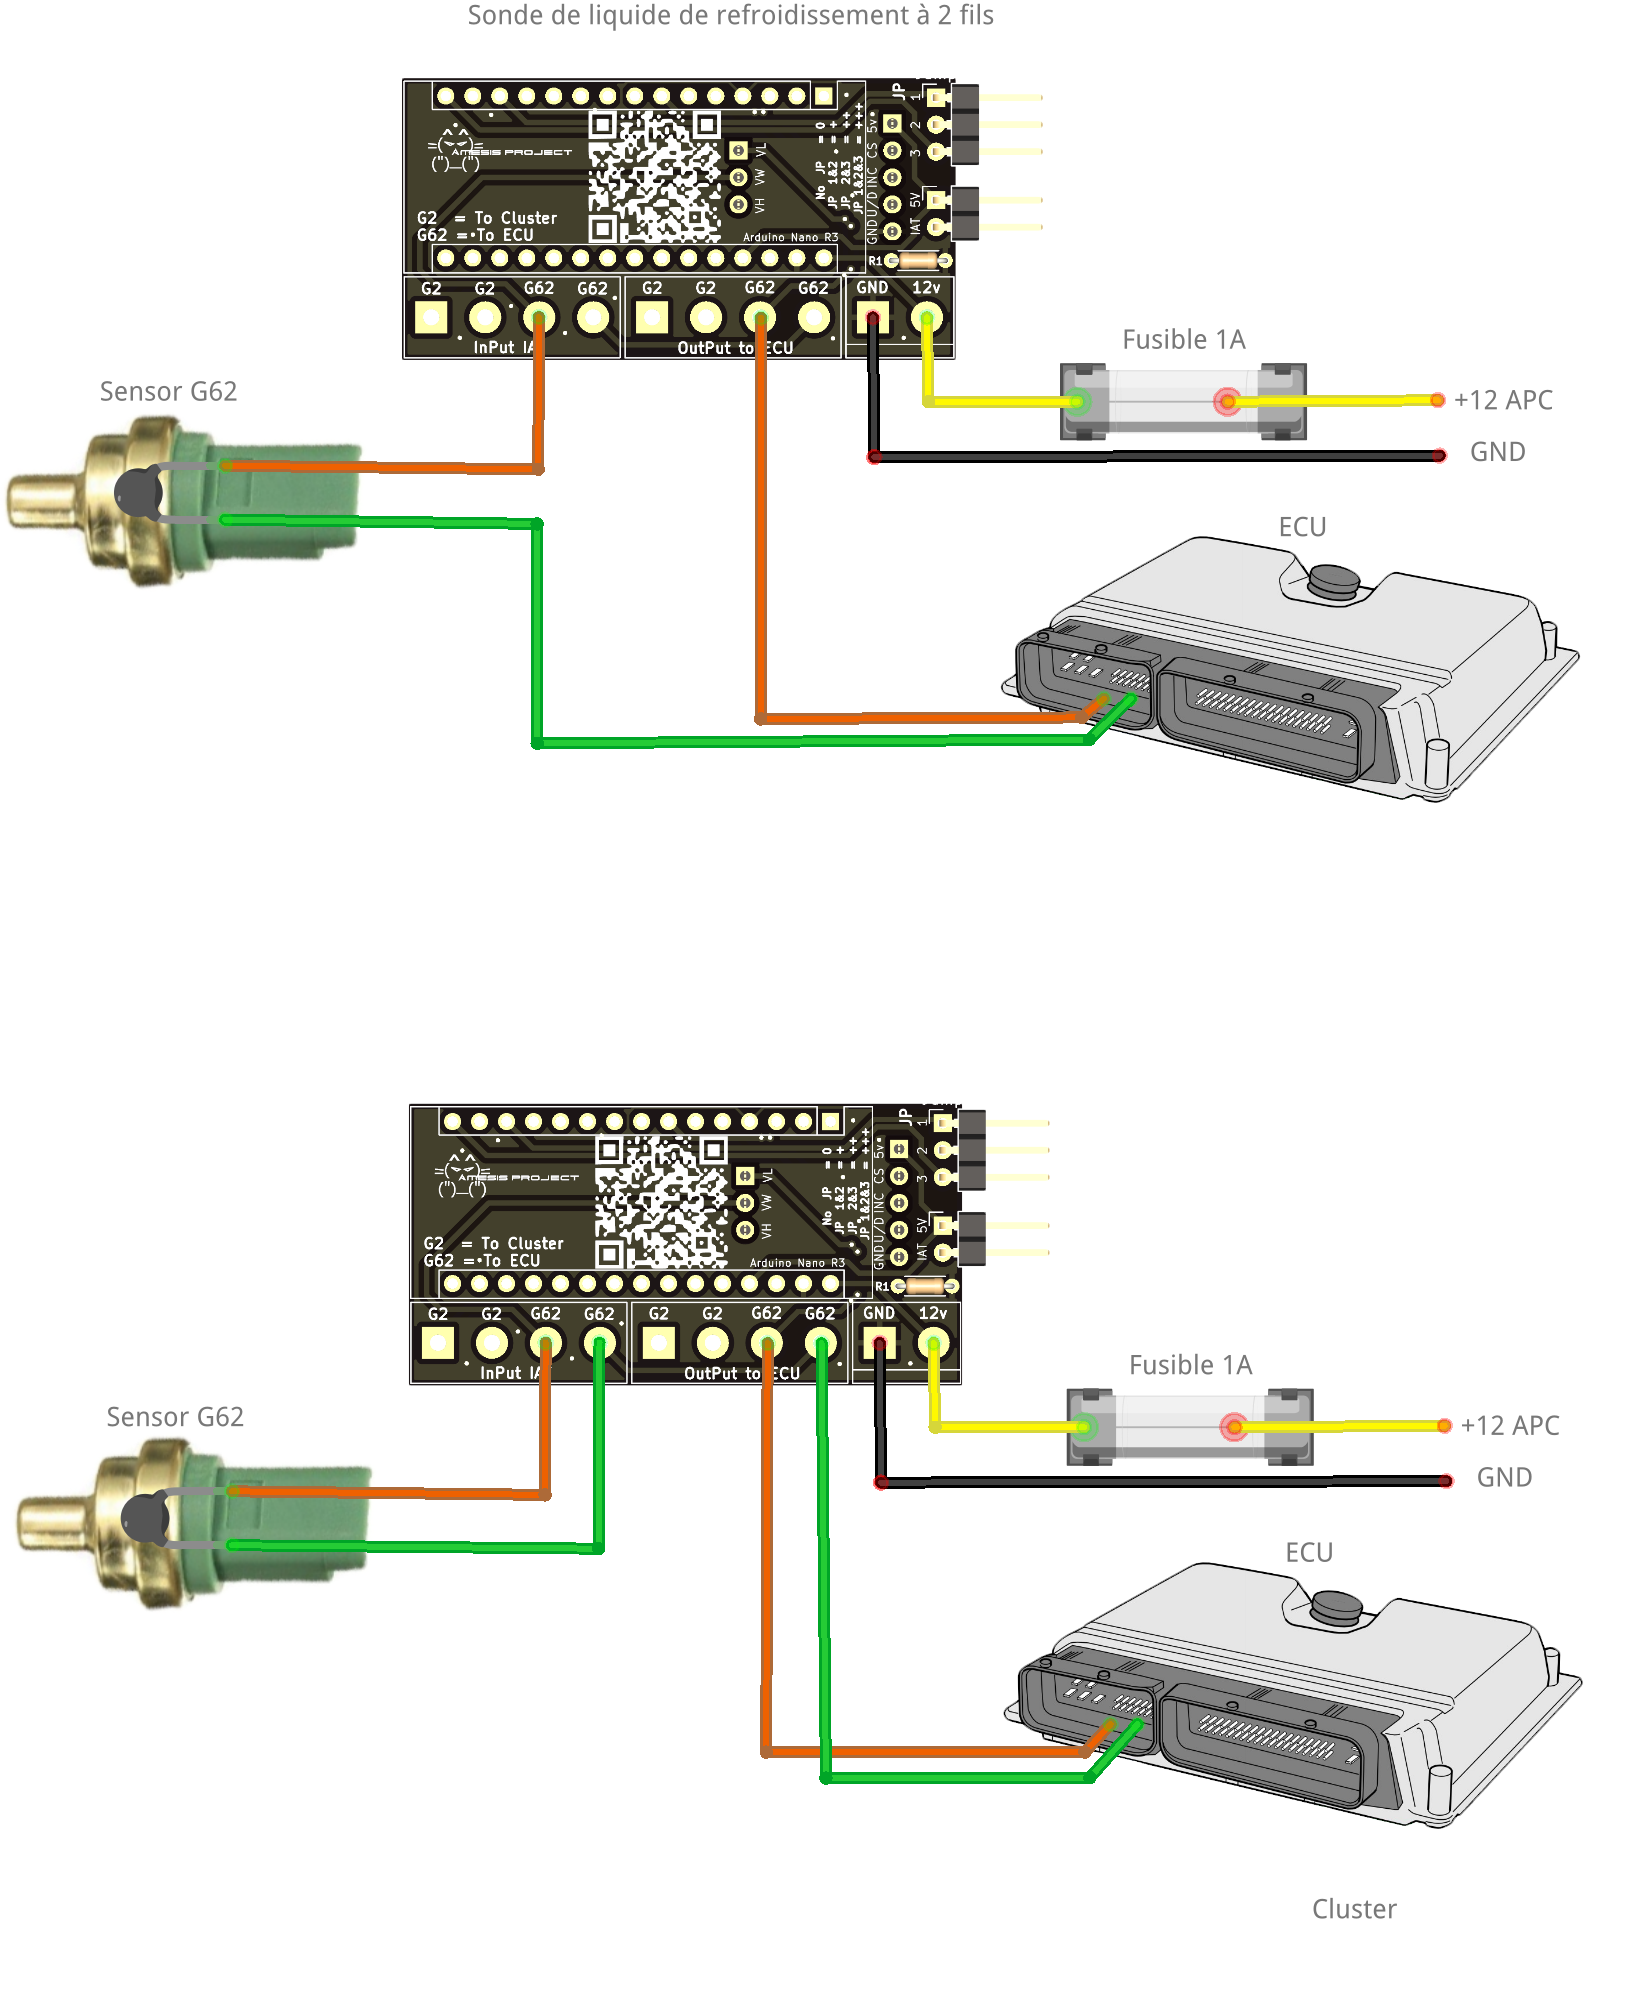 Sonde de liquide de refroidissement à 2 fils
JP
1
2
3
5V
IAT
5v
CS
INC
U/D
GND
No JP = 0
JP 1&2 = +
JP 2&3 = ++
JP 1&2&3 = +++
VL
VW
VH
AMESIS PROJECT
G2 = To Cluster
G62 = To ECU
Arduino Nano R3
R1
G2 G2 G62 G62
G2 G2 G62 G62
GND 12v
InPut IA
OutPut to ECU
Fusible 1A
Sensor G62
+12 APC
GND
ECU
JP
1
2
3
5V
IAT
5v
CS
INC
U/D
GND
No JP = 0
JP 1&2 = +
JP 2&3 = ++
JP 1&2&3 = +++
VL
VW
VH
AMESIS PROJECT
G2 = To Cluster
G62 = To ECU
Arduino Nano R3
R1
G2 G2 G62 G62
G2 G2 G62 G62
GND 12v
InPut IA
OutPut to ECU
Fusible 1A
Sensor G62
+12 APC
GND
ECU
Cluster